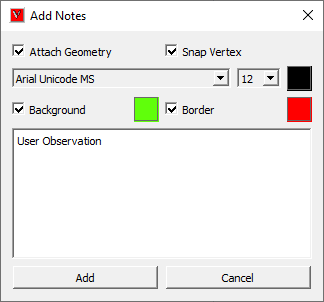 Add Notes
Attach Geometry Snap Vertex
Arial Unicode MS 12
Background Border
User Observation
Add Cancel